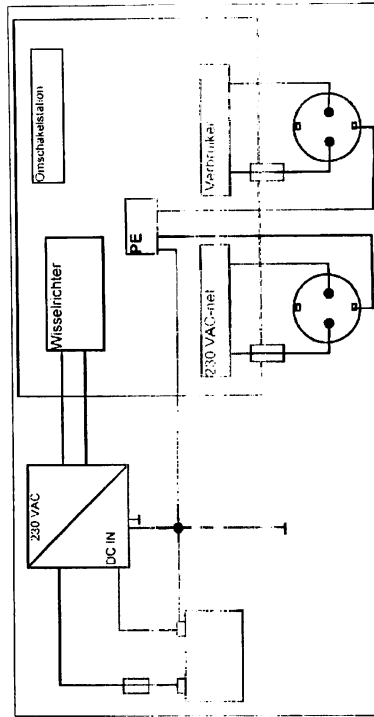 Omschakelstation
Wisselrichter
Verbruiker
PE
230 VAC-net
230 VAC
DC IN